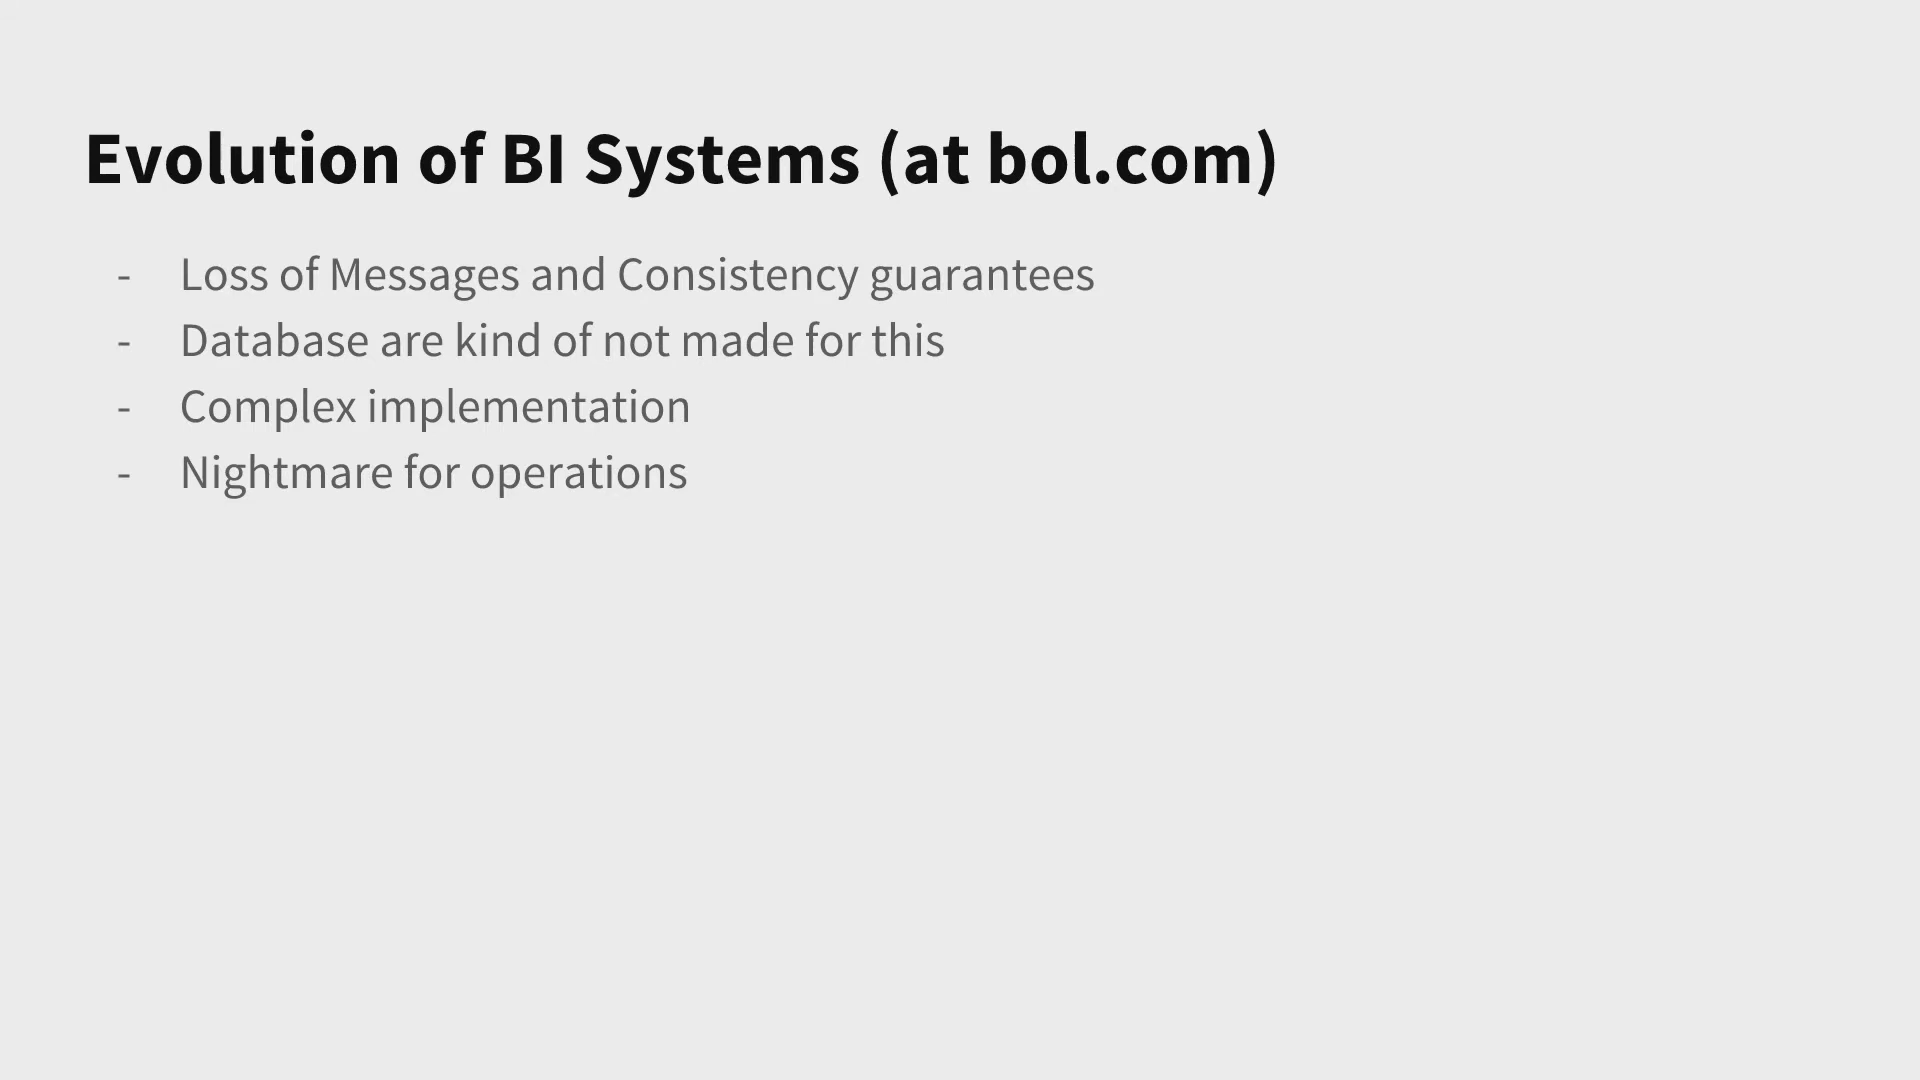 Evolution of BI Systems (at bol.com)
- Loss of Messages and Consistency guarantees
- Database are kind of not made for this
- Complex implementation
- Nightmare for operations